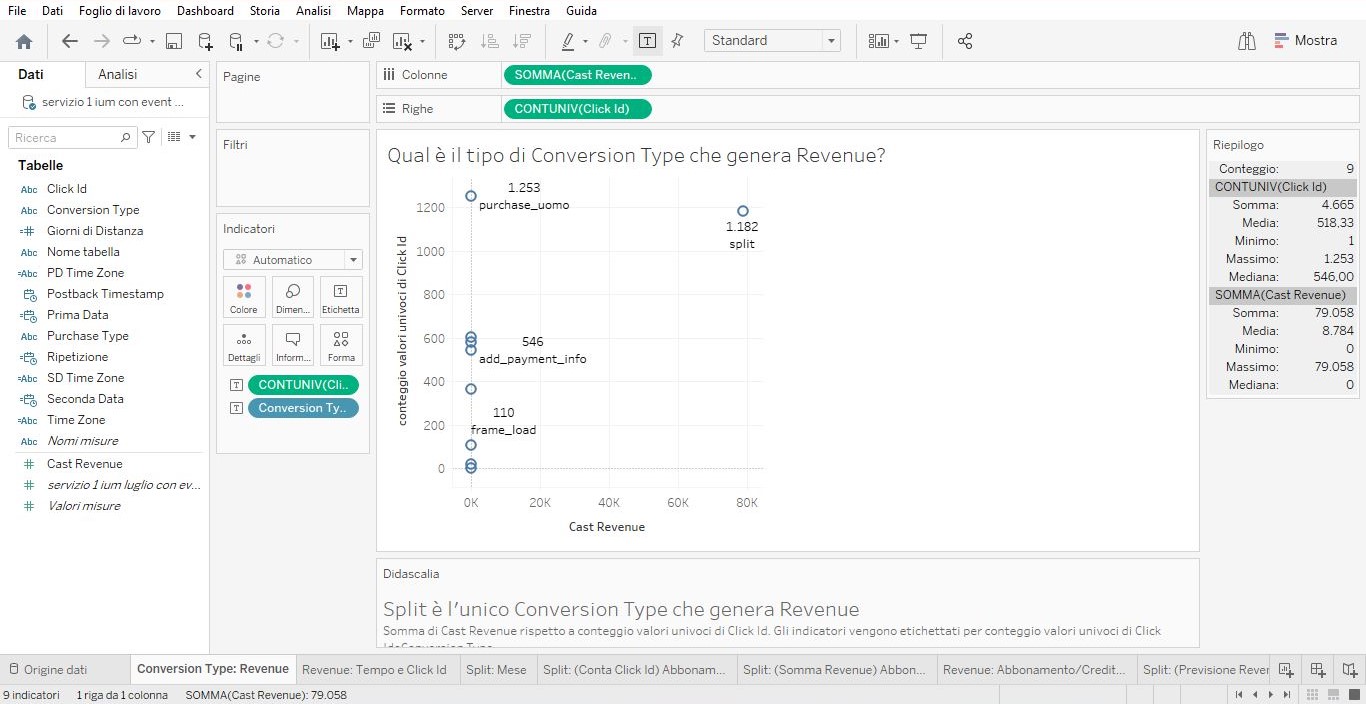 File Dati Foglio di lavoro Dashboard Storia Analisi Mappa Formato Server Finestra Guida
Standard
Mostra
Dati Analisi
servizio 1 ium con event ...
Ricerca
Tabelle
Abc Click Id
Abc Conversion Type
Giorni di Distanza
Abc Nome tabella
=Abc PD Time Zone
Postback Timestamp
Prima Data
Abc Purchase Type
Ripetizione
=Abc SD Time Zone
Seconda Data
=Abc Time Zone
Abc Nomi misure
Cast Revenue
servizio 1 ium luglio con ev...
Valori misure
Pagine
Filtri
Indicatori
Automatico
Colore Dimen... Etichetta
Dettagli Inform... Forma
CONTUNIV(Cli..
Conversion Ty..
Colonne SOMMA(Cast Reven..
Righe CONTUNIV(Click Id)
Qual è il tipo di Conversion Type che genera Revenue?
conteggio valori univoci di Click Id
1200
1000
800
600
400
200
0
1.253
purchase_uomo
1.182
split
546
add_payment_info
110
frame_load
0K 20K 40K 60K 80K
Cast Revenue
Didascalia
Split è l'unico Conversion Type che genera Revenue
Somma di Cast Revenue rispetto a conteggio valori univoci di Click Id. Gli indicatori vengono etichettati per conteggio valori univoci di Click
Riepilogo
Conteggio: 9
CONTUNIV(Click Id)
Somma: 4.665
Media: 518,33
Minimo: 1
Massimo: 1.253
Mediana: 546,00
SOMMA(Cast Revenue)
Somma: 79.058
Media: 8.784
Minimo: 0
Massimo: 79.058
Mediana: 0
Origine dati Conversion Type: Revenue Revenue: Tempo e Click Id Split: Mese Split: (Conta Click Id) Abbonam... Split: (Somma Revenue) Abbon... Revenue: Abbonamento/Credit... Split: (Previsione Rever
9 indicatori 1 riga da 1 colonna SOMMA(Cast Revenue): 79.058